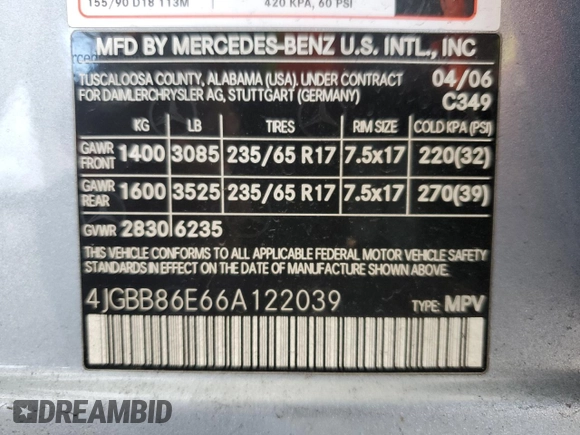 155/90 D18 113M 420 KPA, 60 PSI
MFD BY MERCEDES-BENZ U.S. INTL., INC
TUSCALOOSA COUNTY, ALABAMA (USA), UNDER CONTRACT 04/06
FOR DAIMLERCHRYSLER AG, STUTTGART (GERMANY) C349
KG LB TIRES RIM SIZE COLD KPA (PSI)
GAWR FRONT 1400 3085 235/65 R17 7.5x17 220(32)
GAWR REAR 1600 3525 235/65 R17 7.5x17 270(39)
GVWR 2830 6235
THIS VEHICLE CONFORMS TO ALL APPLICABLE FEDERAL MOTOR VEHICLE SAFETY
STANDARDS IN EFFECT ON THE DATE OF MANUFACTURE SHOWN ABOVE.
4JGBB86E66A122039 TYPE: MPV
DREAMBID